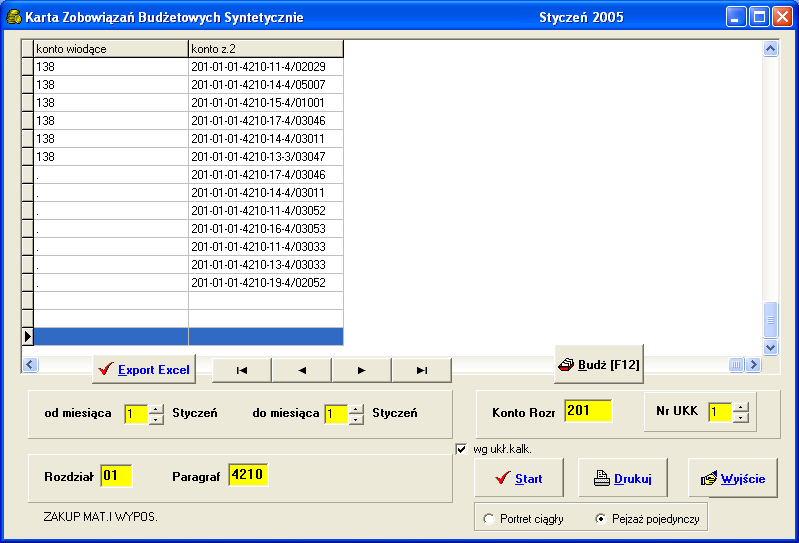 Karta Zobowiązań Budżetowych Syntetycznie Styczeń 2005
konto wiodące konto z.2
138 201-01-01-4210-11-4/02029
138 201-01-01-4210-14-4/05007
138 201-01-01-4210-15-4/01001
138 201-01-01-4210-17-4/03046
138 201-01-01-4210-14-4/03011
138 201-01-01-4210-13-3/03047
. 201-01-01-4210-17-4/03046
. 201-01-01-4210-14-4/03011
. 201-01-01-4210-11-4/03052
. 201-01-01-4210-16-4/03053
. 201-01-01-4210-11-4/03033
. 201-01-01-4210-13-4/03033
. 201-01-01-4210-19-4/02052
Export Excel Budż [F12]
od miesiąca 1 Styczeń do miesiąca 1 Styczeń Konto Rozr 201 Nr UKK 1
wg ukł.kalk.
Rozdział 01 Paragraf 4210 Start Drukuj Wyjście
ZAKUP MAT.I WYPOS. Portret ciągły Pejzaż pojedynczy